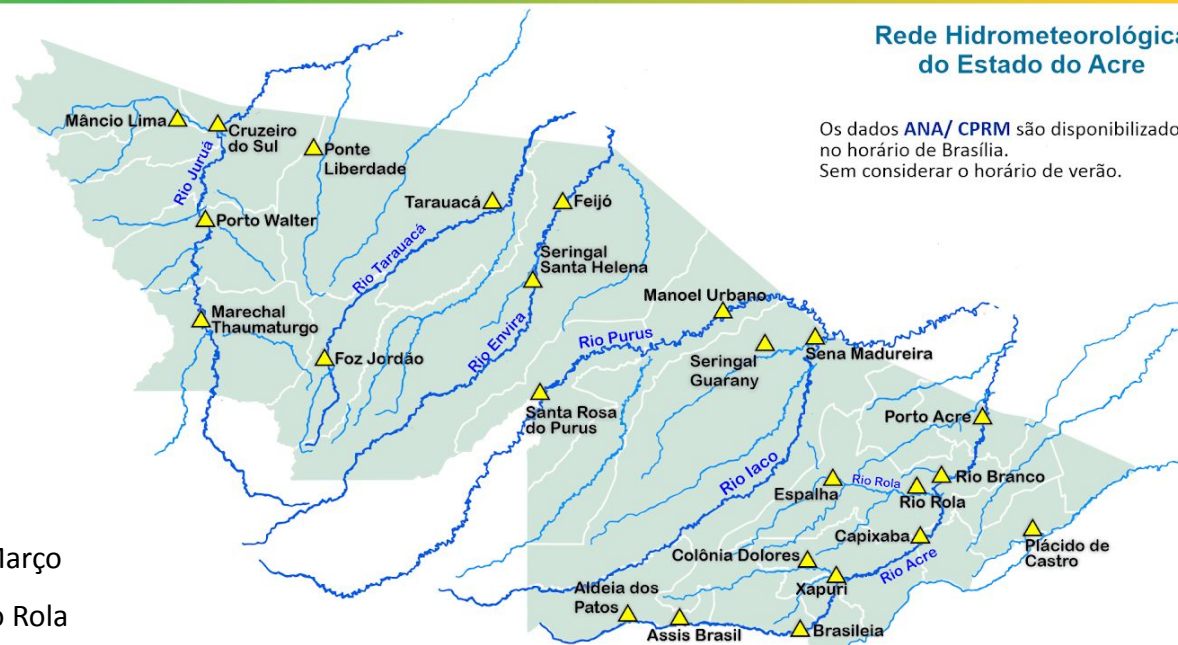 Rede Hidrometeorológica
do Estado do Acre
Os dados ANA/ CPRM são disponibilizado
no horário de Brasília.
Sem considerar o horário de verão.
Mâncio Lima
Cruzeiro
do Sul
Ponte
Liberdade
Rio Juruá
Porto Walter
Tarauacá
Feijó
Rio Tarauacá
Seringal
Santa Helena
Manoel Urbano
Marechal
Thaumaturgo
Foz Jordão
Rio Envira
Rio Purus
Seringal
Guarany
Sena Madureira
Santa Rosa
do Purus
Porto Acre
Rio Iaco
Espalha
Rio Rola
Rio Rola
Rio Branco
Capixaba
Plácido de
Castro
Colônia Dolores
Rio Acre
Xapuri
Aldeia dos
Patos
Assis Brasil
Brasileia
Março
o Rola